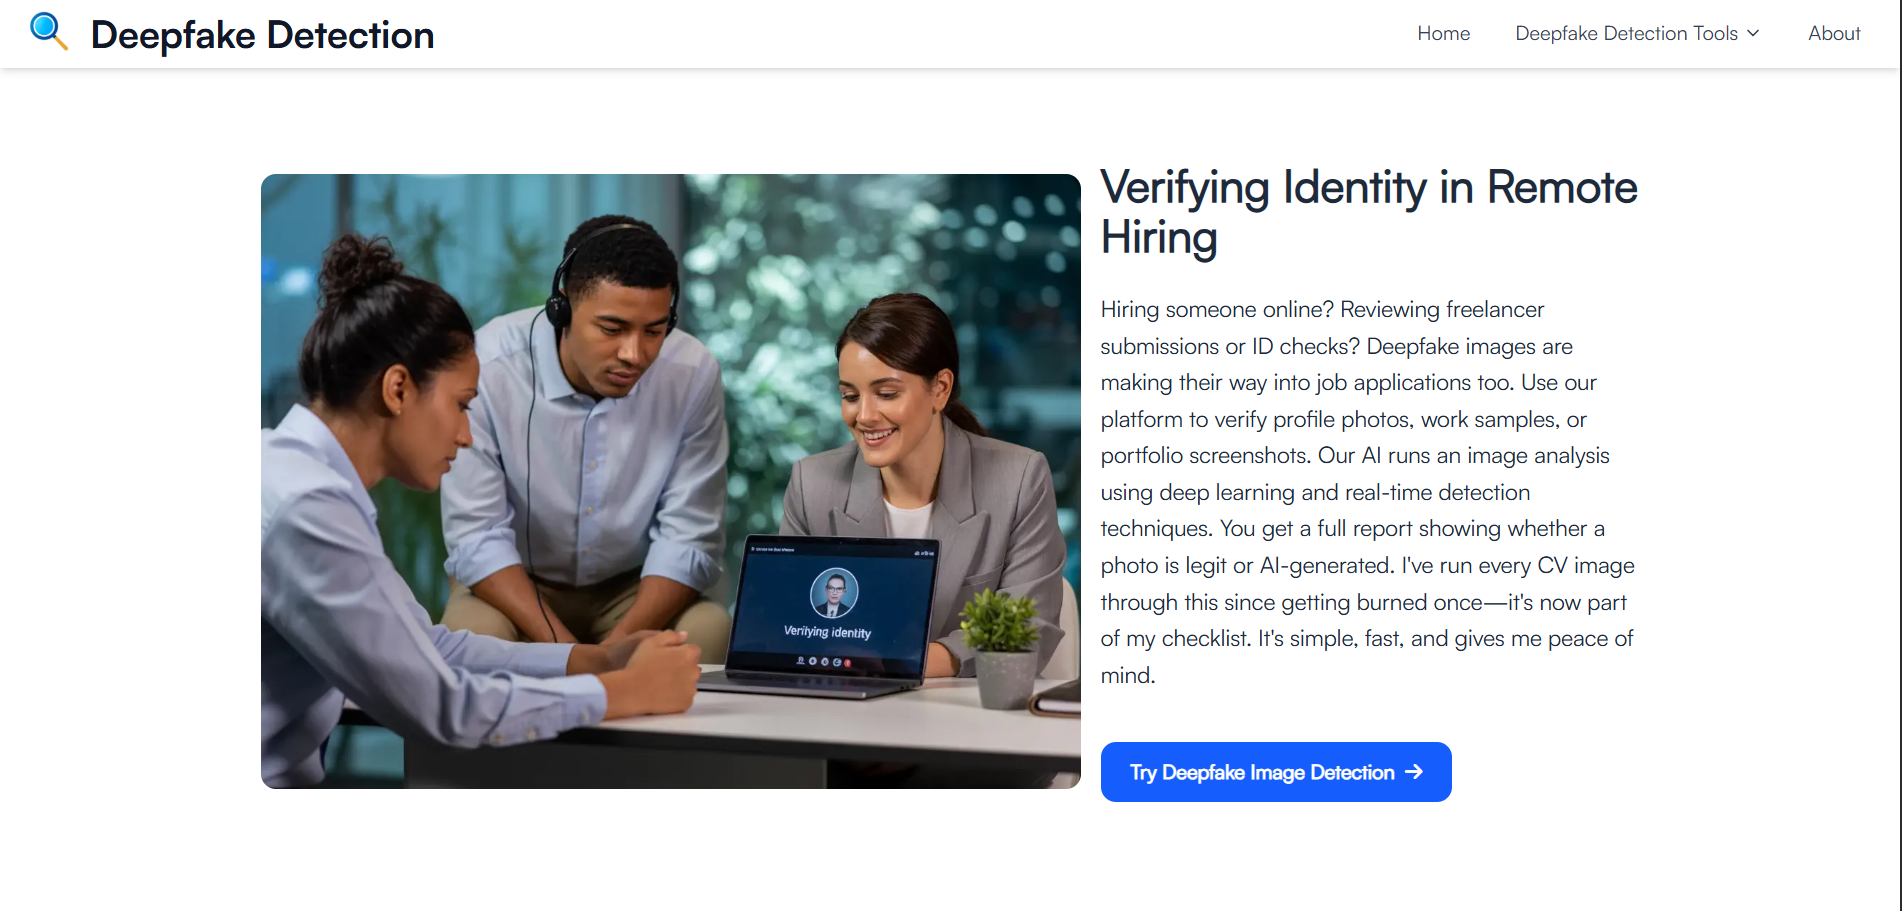 Deepfake Detection
Home
Deepfake Detection Tools
About
Verifying Identity in Remote
Hiring
Hiring someone online? Reviewing freelancer
submissions or ID checks? Deepfake images are
making their way into job applications too. Use our
platform to verify profile photos, work samples, or
portfolio screenshots. Our AI runs an image analysis
using deep learning and real-time detection
techniques. You get a full report showing whether a
photo is legit or AI-generated. I've run every CV image
through this since getting burned once—it's now part
of my checklist. It's simple, fast, and gives me peace of
mind.
Try Deepfake Image Detection
Verifying identity